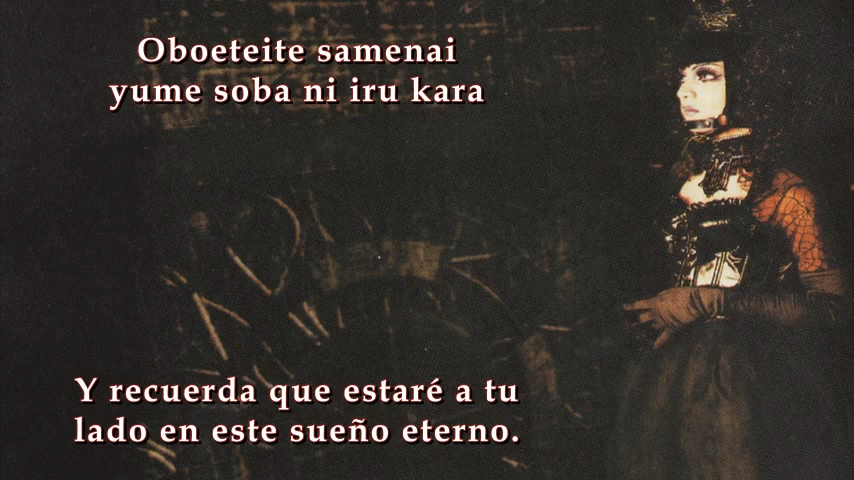 Oboeteite samenai
yume soba ni iru kara
Y recuerda que estaré a tu
lado en este sueño eterno.